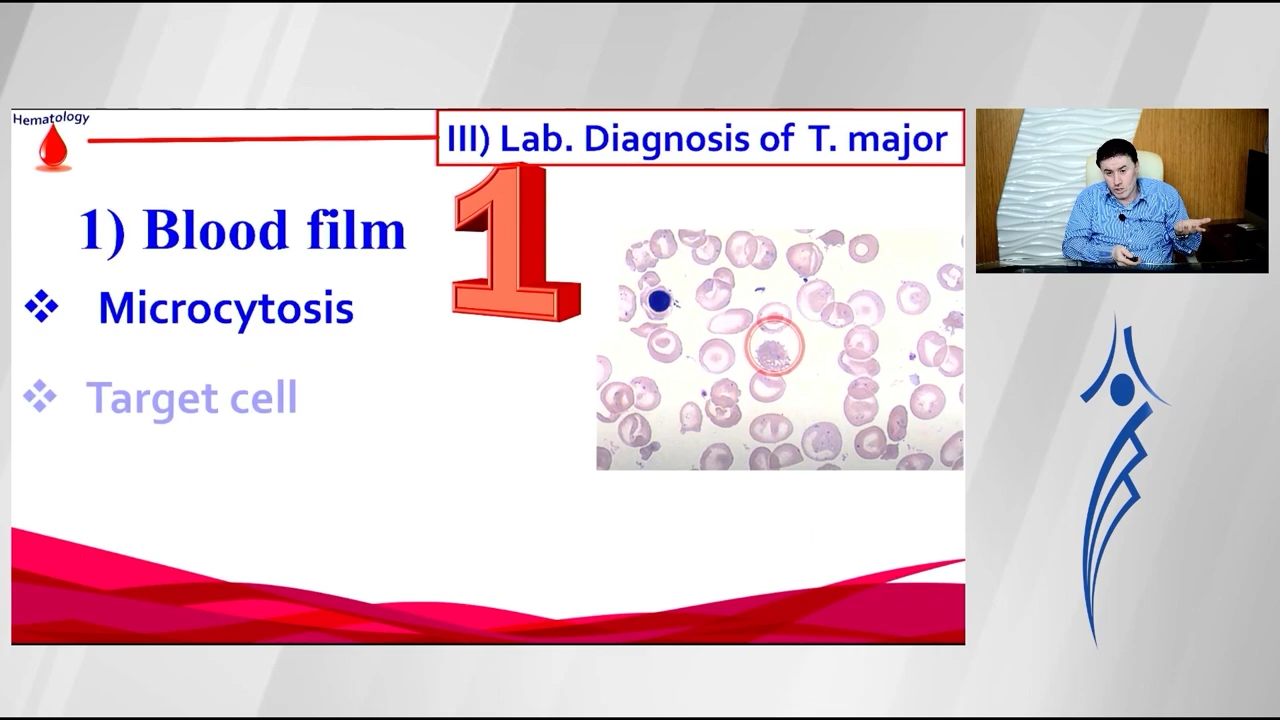 Hematology
III) Lab. Diagnosis of T. major
1
1) Blood film
❖ Microcytosis
❖ Target cell